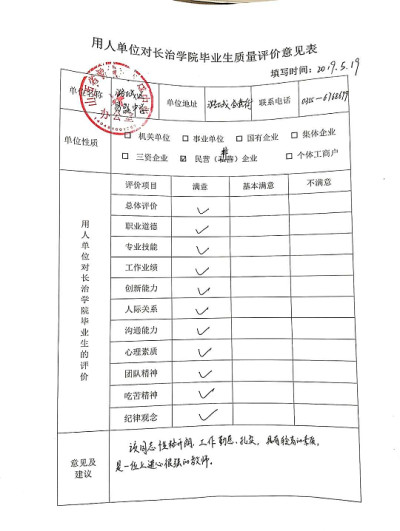 用人单位对长治学院毕业生质量评价意见表
填写时间：2019.5.19
单位名称 单位地址 联系电话
单位性质 □ 机关单位 □ 事业单位 □ 国有企业 □ 集体企业
□ 三资企业 ☑ 民营（私营）企业 □ 个体工商户
用人单位对长治学院毕业生的评价
评价项目 满意 基本满意 不满意
总体评价 ✓
职业道德 ✓
专业技能 ✓
工作业绩 ✓
创新能力 ✓
人际关系 ✓
沟通能力 ✓
心理素质 ✓
团队精神 ✓
吃苦精神 ✓
纪律观念 ✓
意见及建议
该同志性格开朗，工作勤恳、扎实，具有较高的素质，
是一位上进心很强的教师。